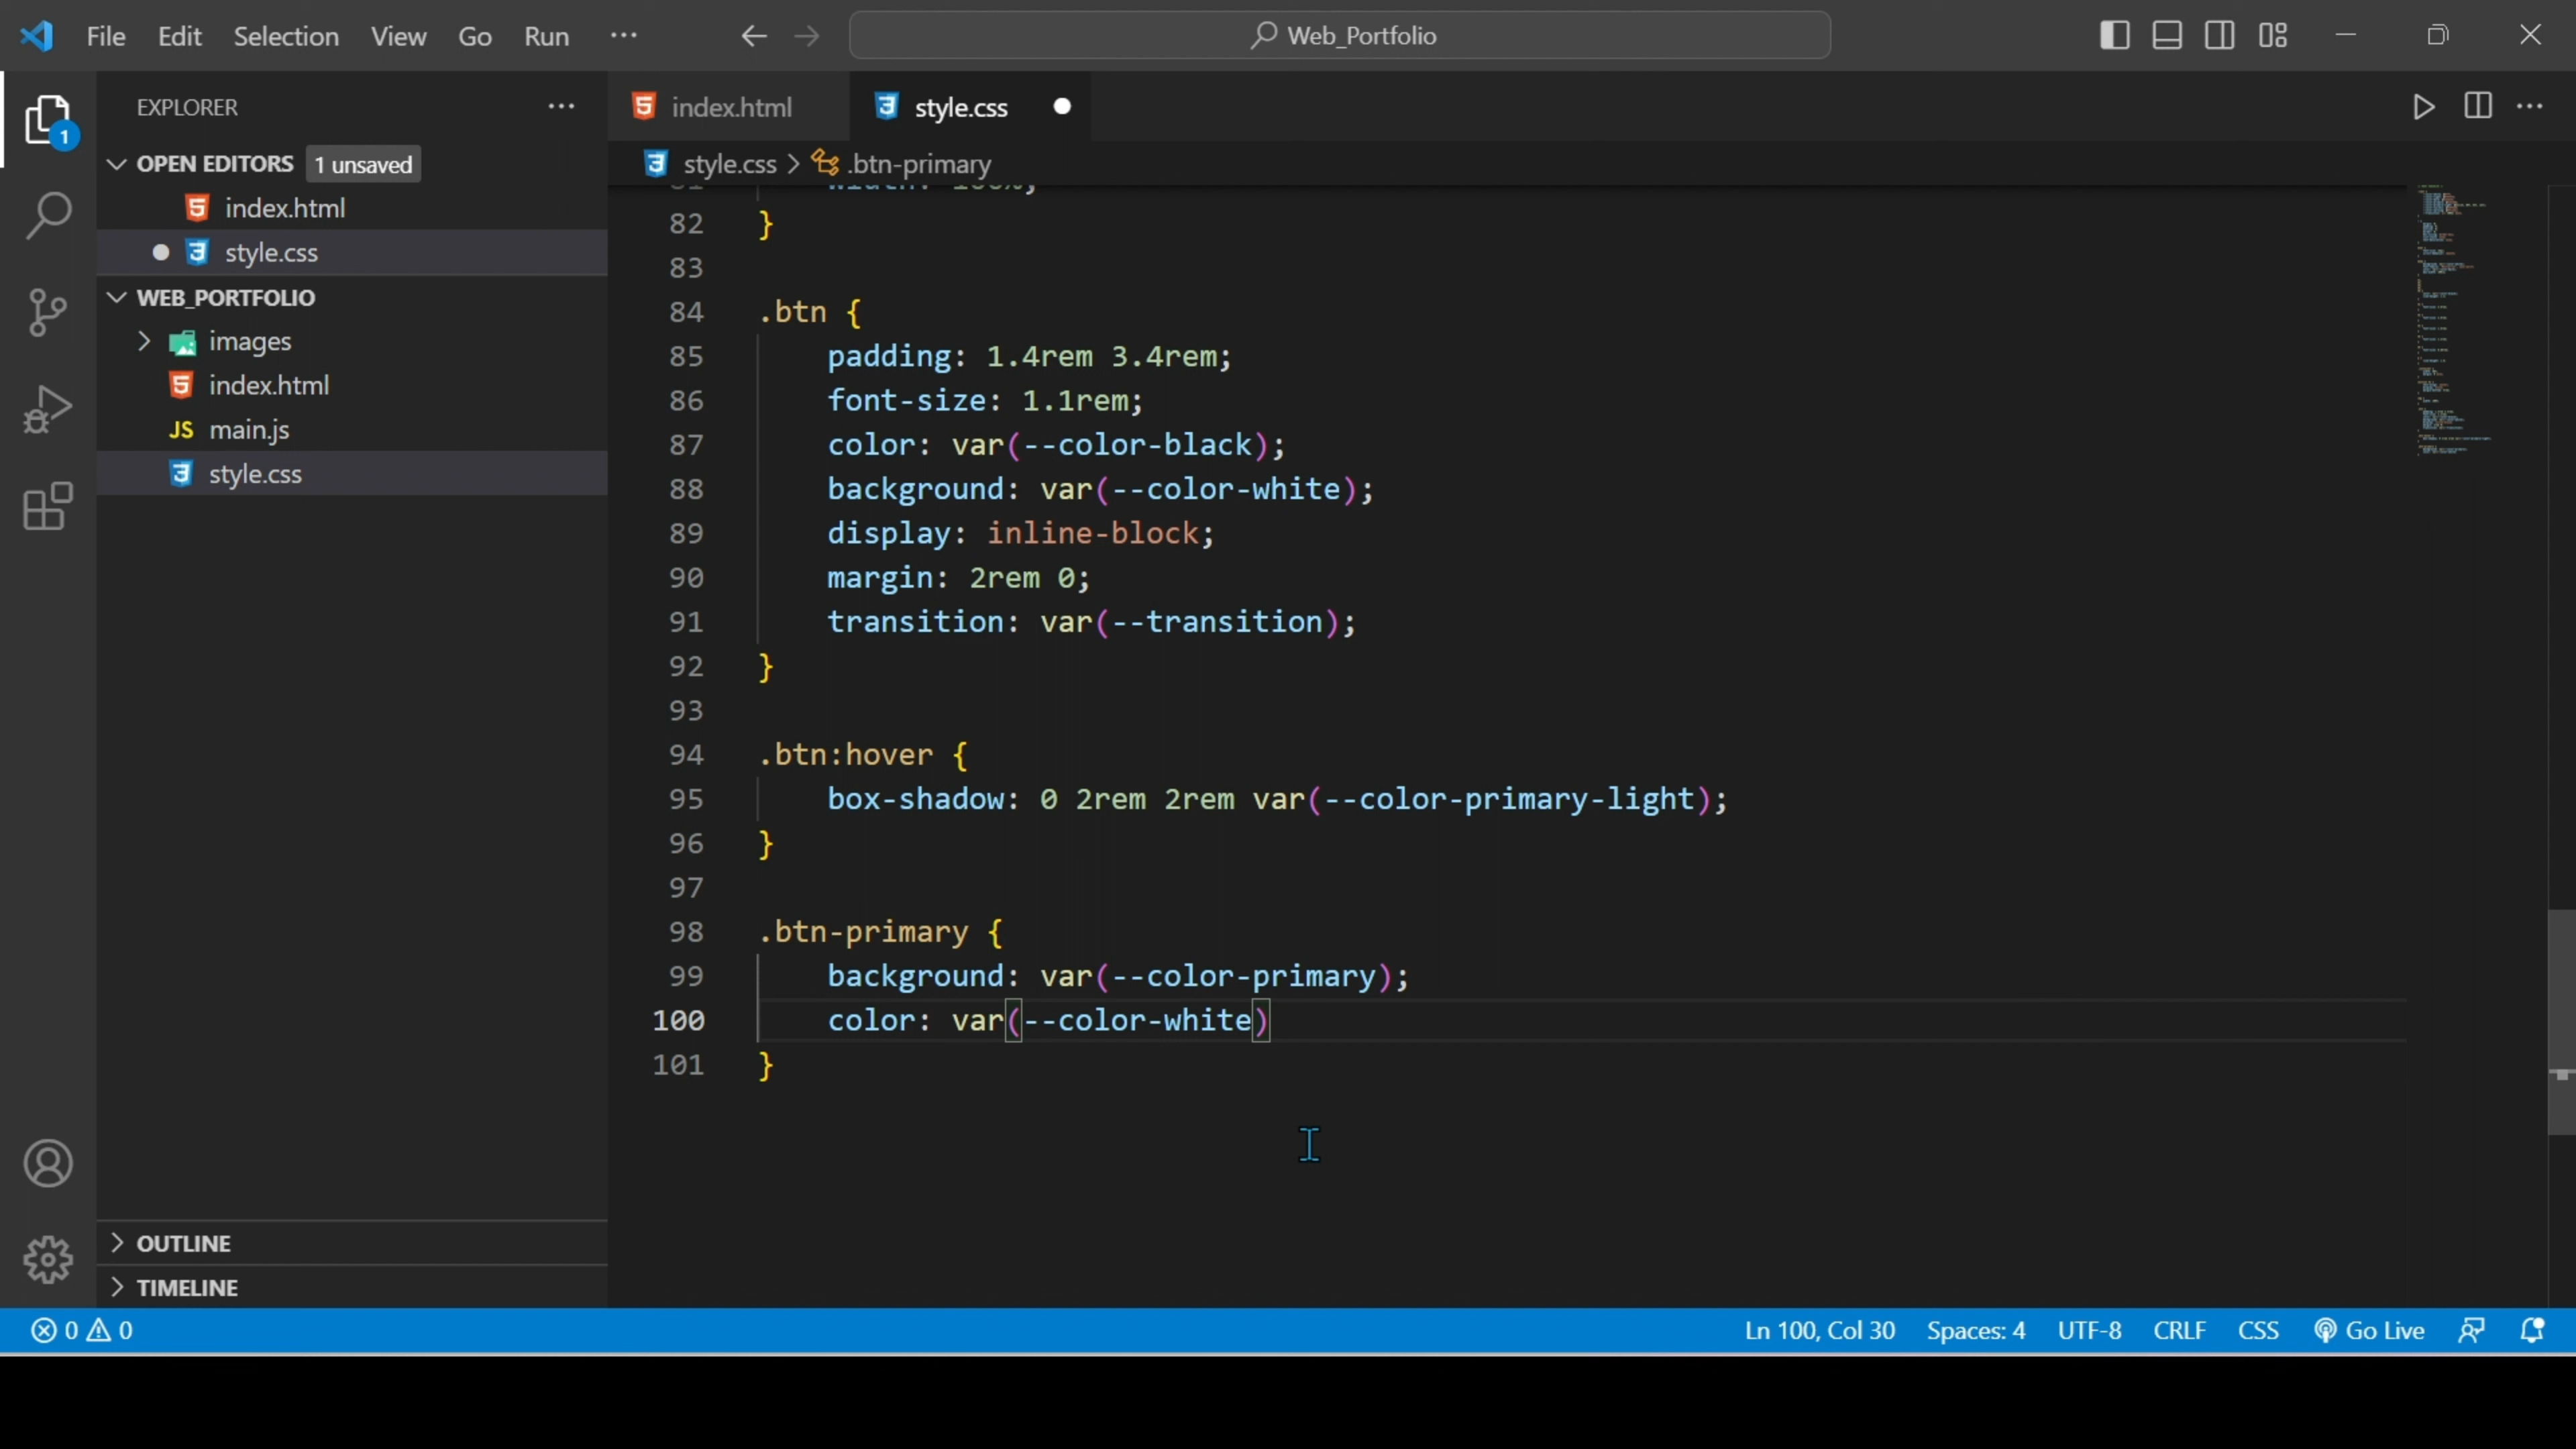 File Edit Selection View Go Run ··· Web_Portfolio
EXPLORER ···
OPEN EDITORS 1 unsaved
index.html
style.css
WEB_PORTFOLIO
images
index.html
JS main.js
style.css
OUTLINE
TIMELINE
1
index.html style.css
style.css > .btn-primary
82 }
83
84 .btn {
85 padding: 1.4rem 3.4rem;
86 font-size: 1.1rem;
87 color: var(--color-black);
88 background: var(--color-white);
89 display: inline-block;
90 margin: 2rem 0;
91 transition: var(--transition);
92 }
93
94 .btn:hover {
95 box-shadow: 0 2rem 2rem var(--color-primary-light);
96 }
97
98 .btn-primary {
99 background: var(--color-primary);
100 color: var(--color-white)
101 }
0 0 Ln 100, Col 30 Spaces: 4 UTF-8 CRLF CSS Go Live